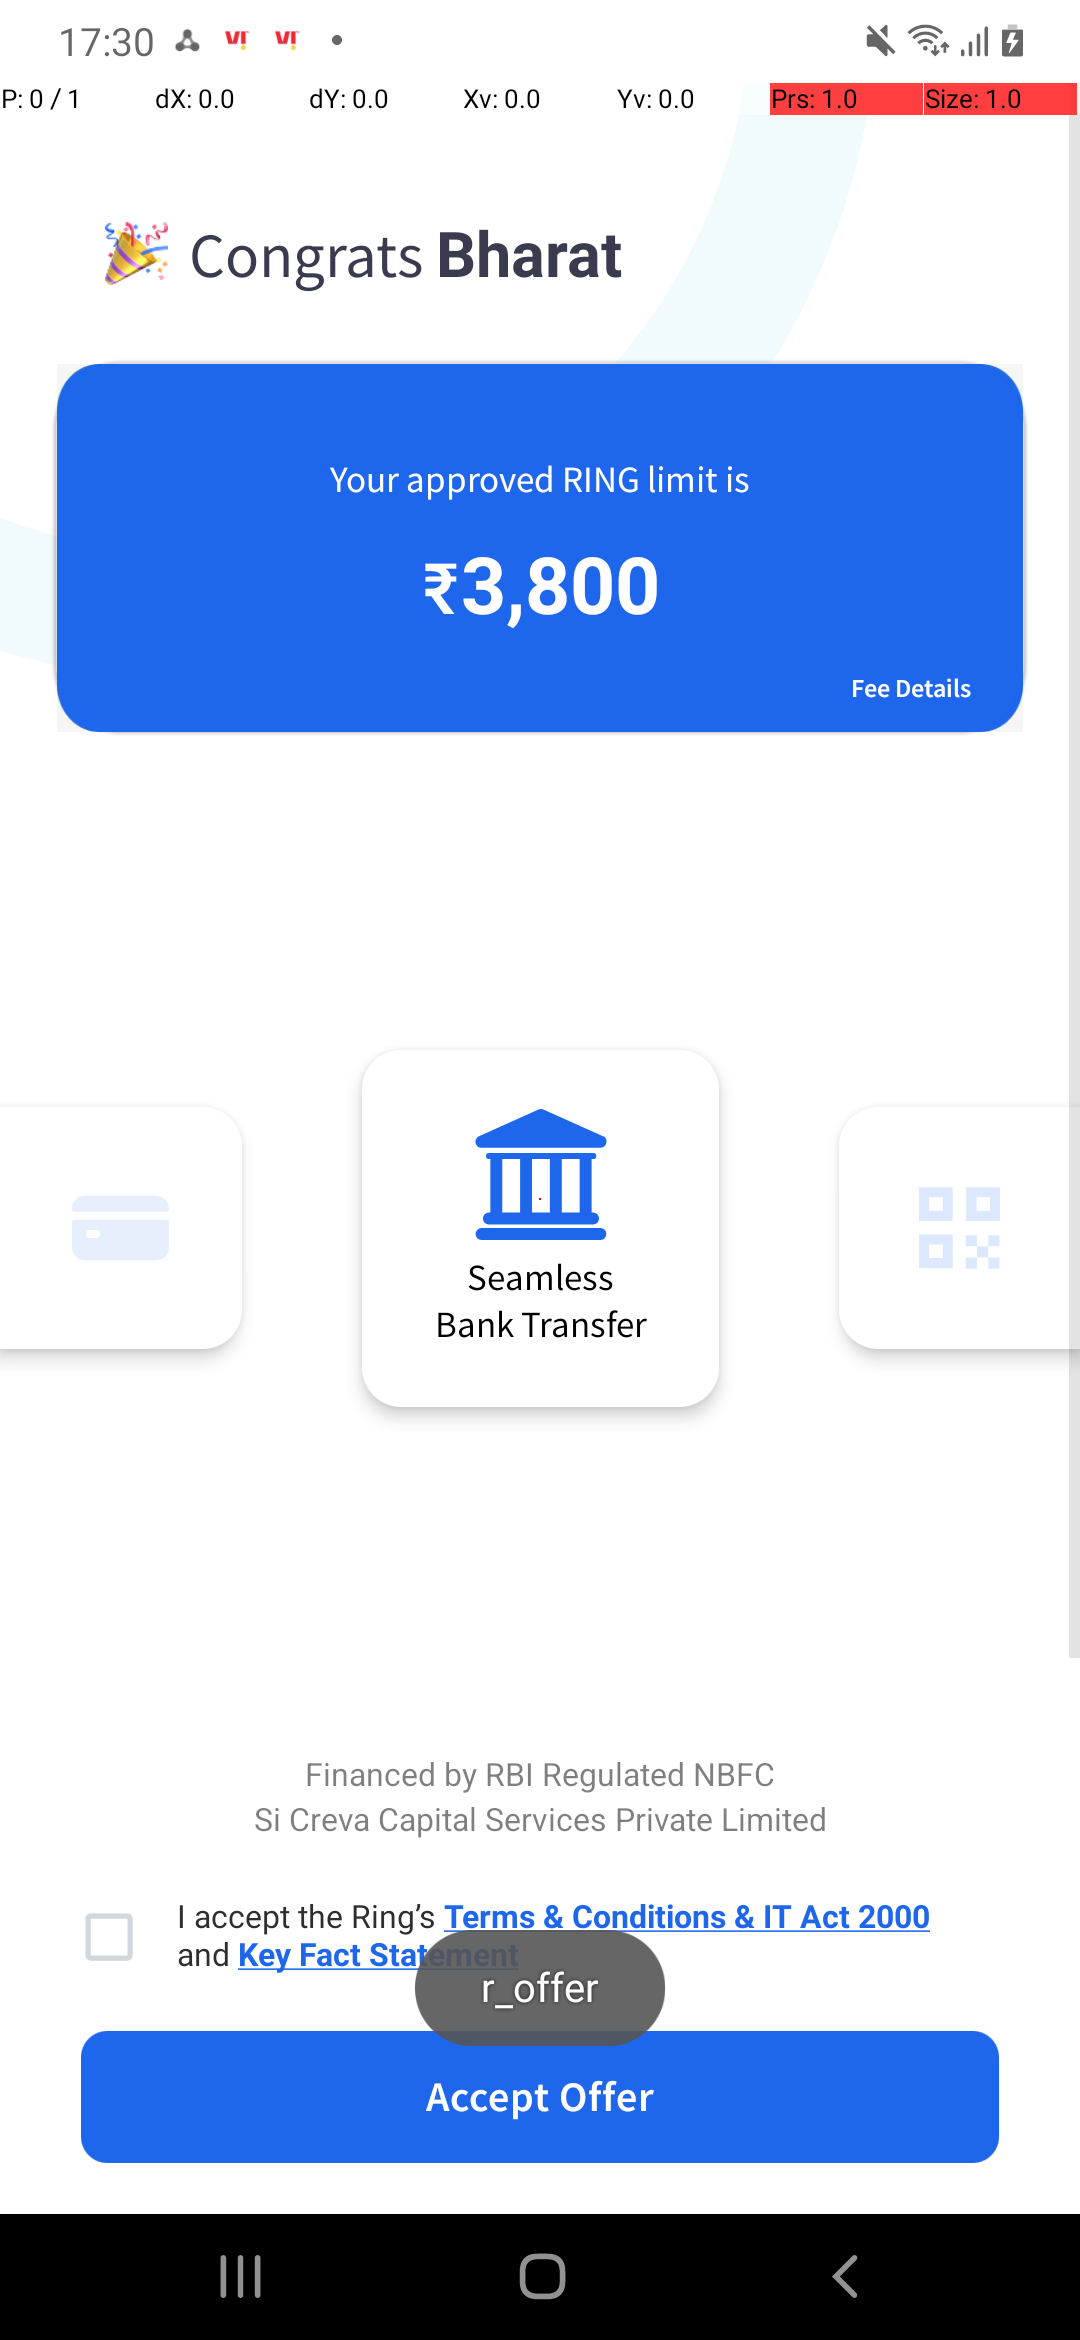 17:30
P: 0 / 1 dX: 0.0 dY: 0.0 Xv: 0.0 Yv: 0.0 Prs: 1.0 Size: 1.0
Congrats Bharat
Your approved RING limit is
₹3,800
Fee Details
Seamless
Bank Transfer
Financed by RBI Regulated NBFC
Si Creva Capital Services Private Limited
I accept the Ring’s Terms & Conditions & IT Act 2000
and Key Fact Statement
r_offer
Accept Offer